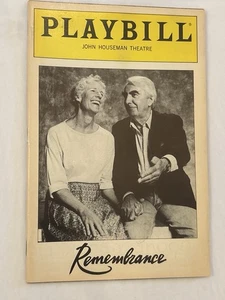 PLAYBILL
JOHN HOUSEMAN THEATRE
Remembrance